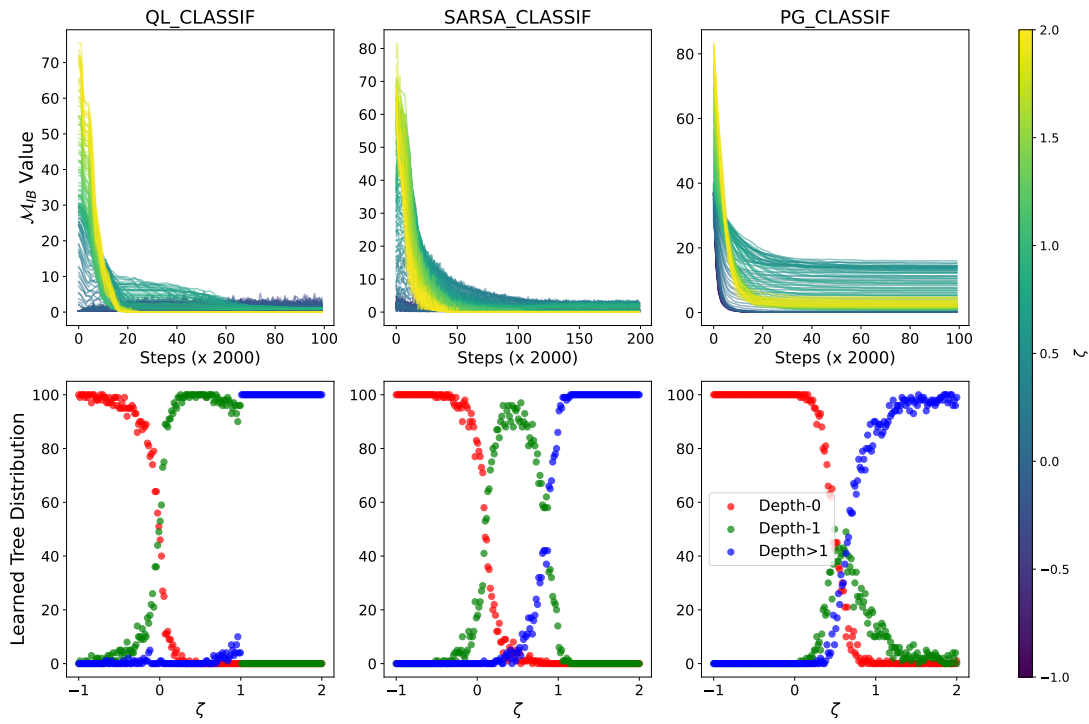 QL_CLASSIF
SARSA_CLASSIF
PG_CLASSIF
70
60
50
40
30
20
10
0
80
70
60
50
40
30
20
10
0
80
60
40
20
0
ℳ_IB Value
0 20 40 60 80 100
0 50 100 150 200
0 20 40 60 80 100
Steps (x 2000)
Steps (x 2000)
Steps (x 2000)
2.0
1.5
1.0
0.5
0.0
−0.5
−1.0
ζ
100
80
60
40
20
0
100
80
60
40
20
0
100
80
60
40
20
0
Learned Tree Distribution
Depth-0
Depth-1
Depth>1
−1 0 1 2
−1 0 1 2
−1 0 1 2
ζ
ζ
ζ